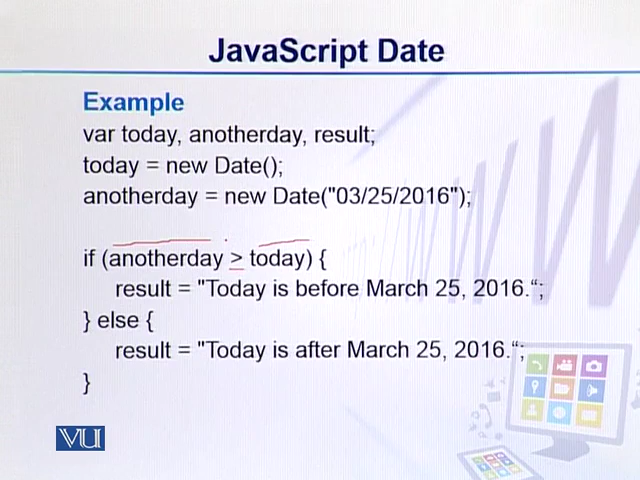 JavaScript Date
Example
var today, anotherday, result;
today = new Date();
anotherday = new Date("03/25/2016");
if (anotherday > today) {
result = "Today is before March 25, 2016.“;
} else {
result = "Today is after March 25, 2016.“;
}
VU